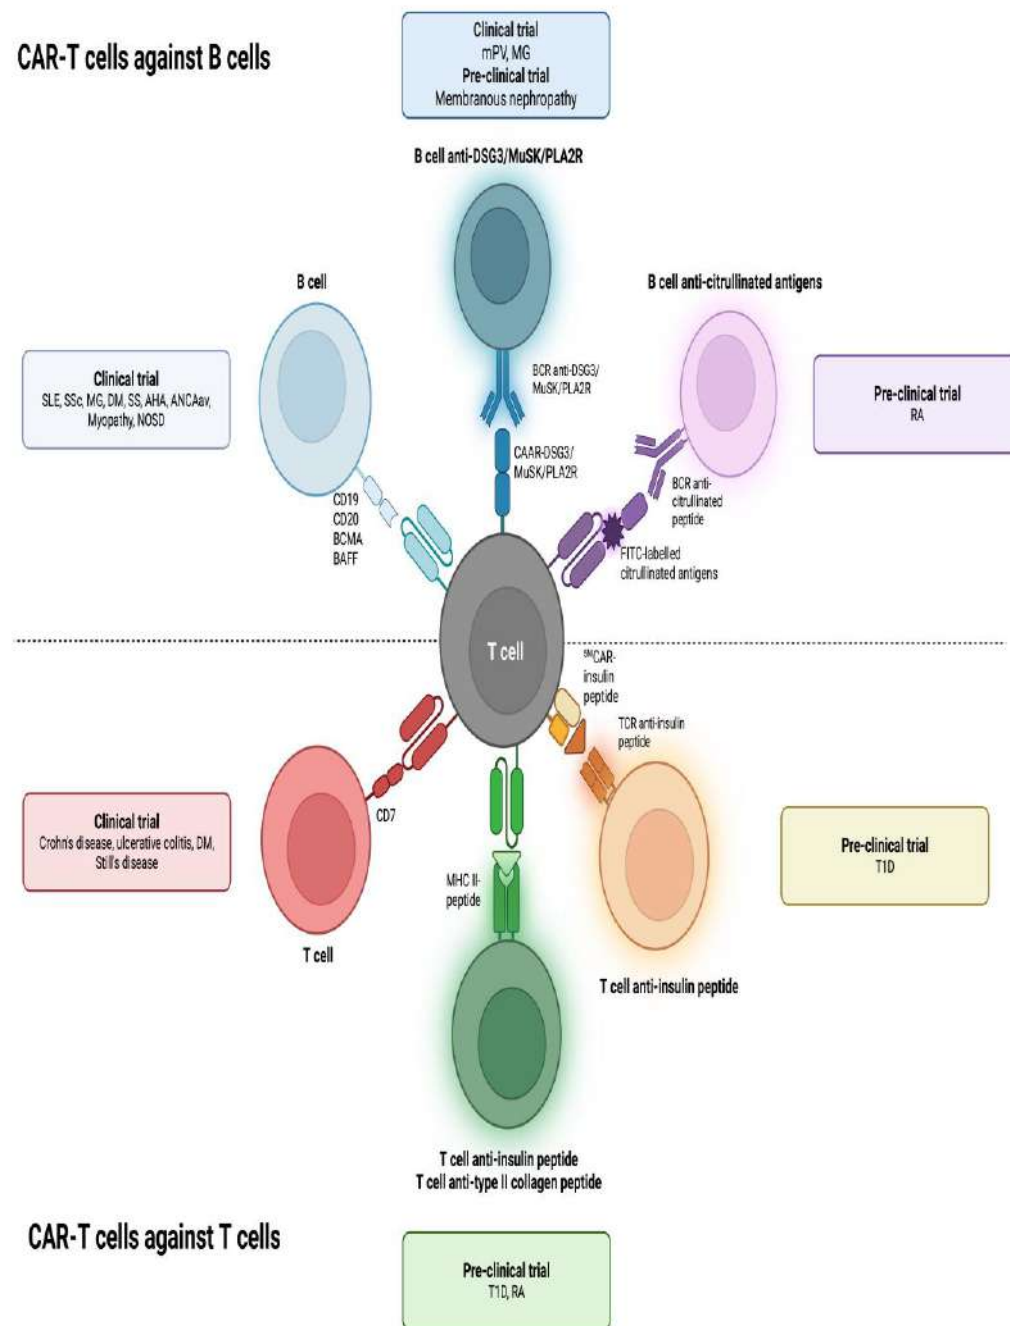 CAR-T cells against B cells
Clinical trial
mPV, MG
Pre-clinical trial
Membranous nephropathy
B cell anti-DSG3/MuSK/PLA2R
B cell
B cell anti-citrullinated antigens
Clinical trial
SLE, SSc, MG, DM, SS, AHA, ANCAav,
Myopathy, NOSD
BCR anti-DSG3/
MuSK/PLA2R
Pre-clinical trial
RA
CAAR-DSG3/
MuSK/PLA2R
CD19
CD20
BCMA
BAFF
BCR anti-
citrullinated
peptide
FITC-labelled
citrullinated antigens
T cell
SMCAR-
insulin
peptide
TCR anti-insulin
peptide
Clinical trial
Crohn's disease, ulcerative colitis, DM,
Still's disease
CD7
Pre-clinical trial
T1D
MHC II-
peptide
T cell
T cell anti-insulin peptide
T cell anti-insulin peptide
T cell anti-type II collagen peptide
CAR-T cells against T cells
Pre-clinical trial
T1D, RA